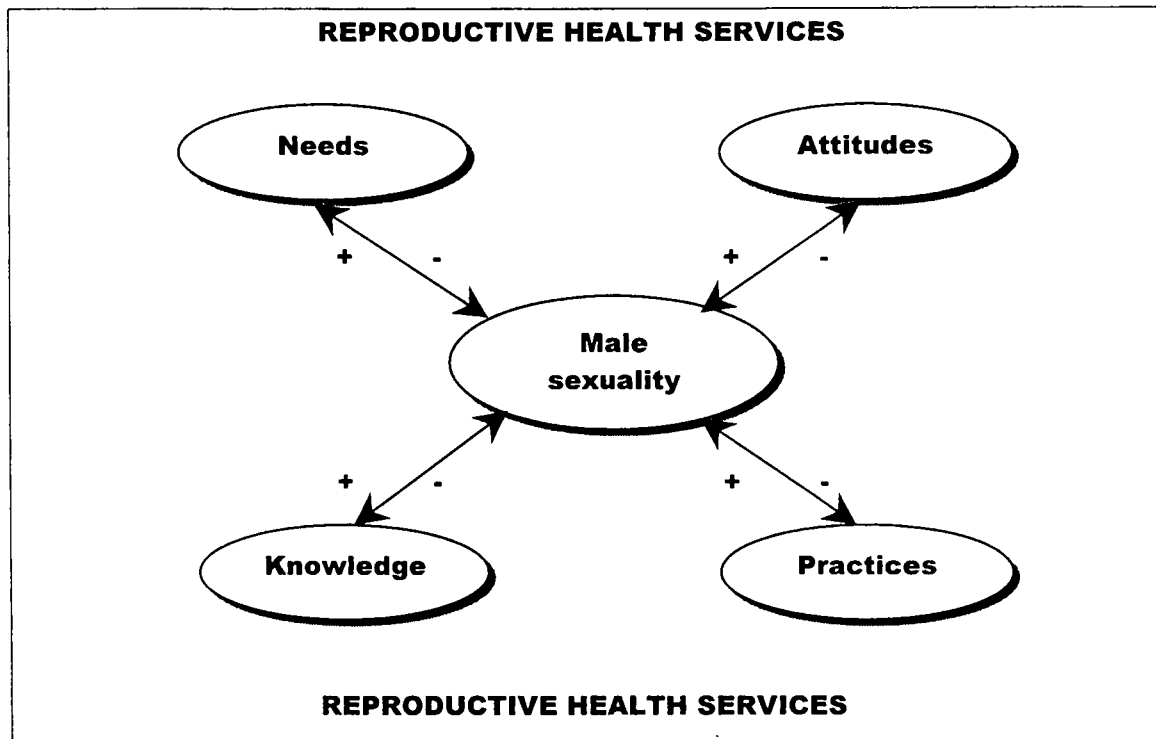 REPRODUCTIVE HEALTH SERVICES
Needs
Attitudes
+ -
+ -
Male
sexuality
+ -
+ -
Knowledge
Practices
REPRODUCTIVE HEALTH SERVICES